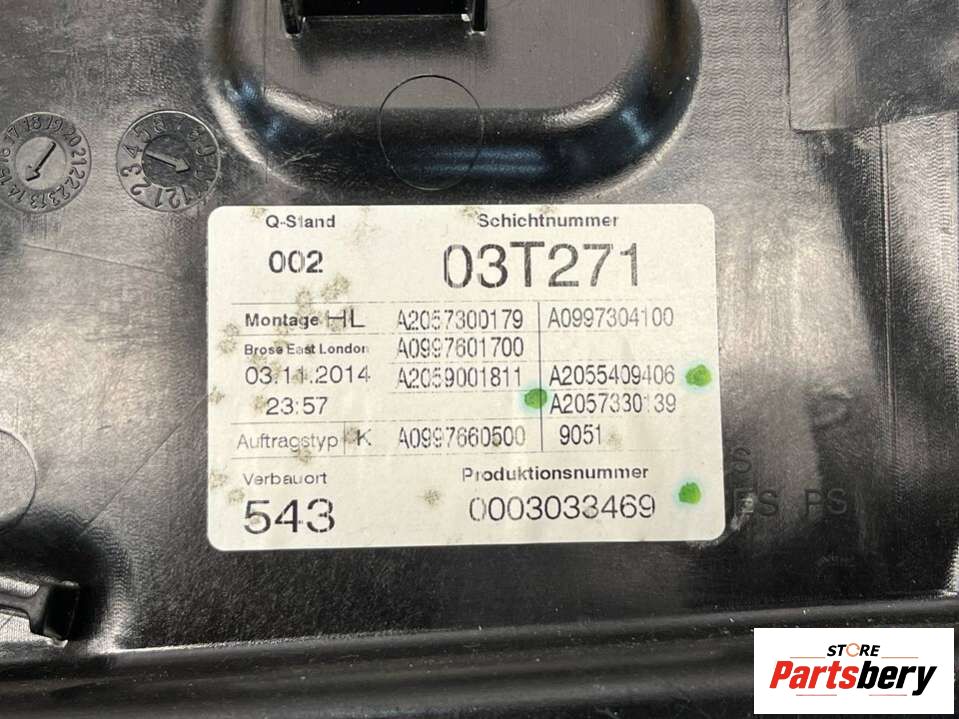 Q-Stand Schichtnummer
002 03T271
Montage HL A2057300179 A0997304100
Brose East London A0997601700
03.11.2014 A2059001811 A2055409406
23:57 A2057330139
Auftragstyp K A0997660500 9051
Verbauort Produktionsnummer
543 0003033469
STORE
Partsbery